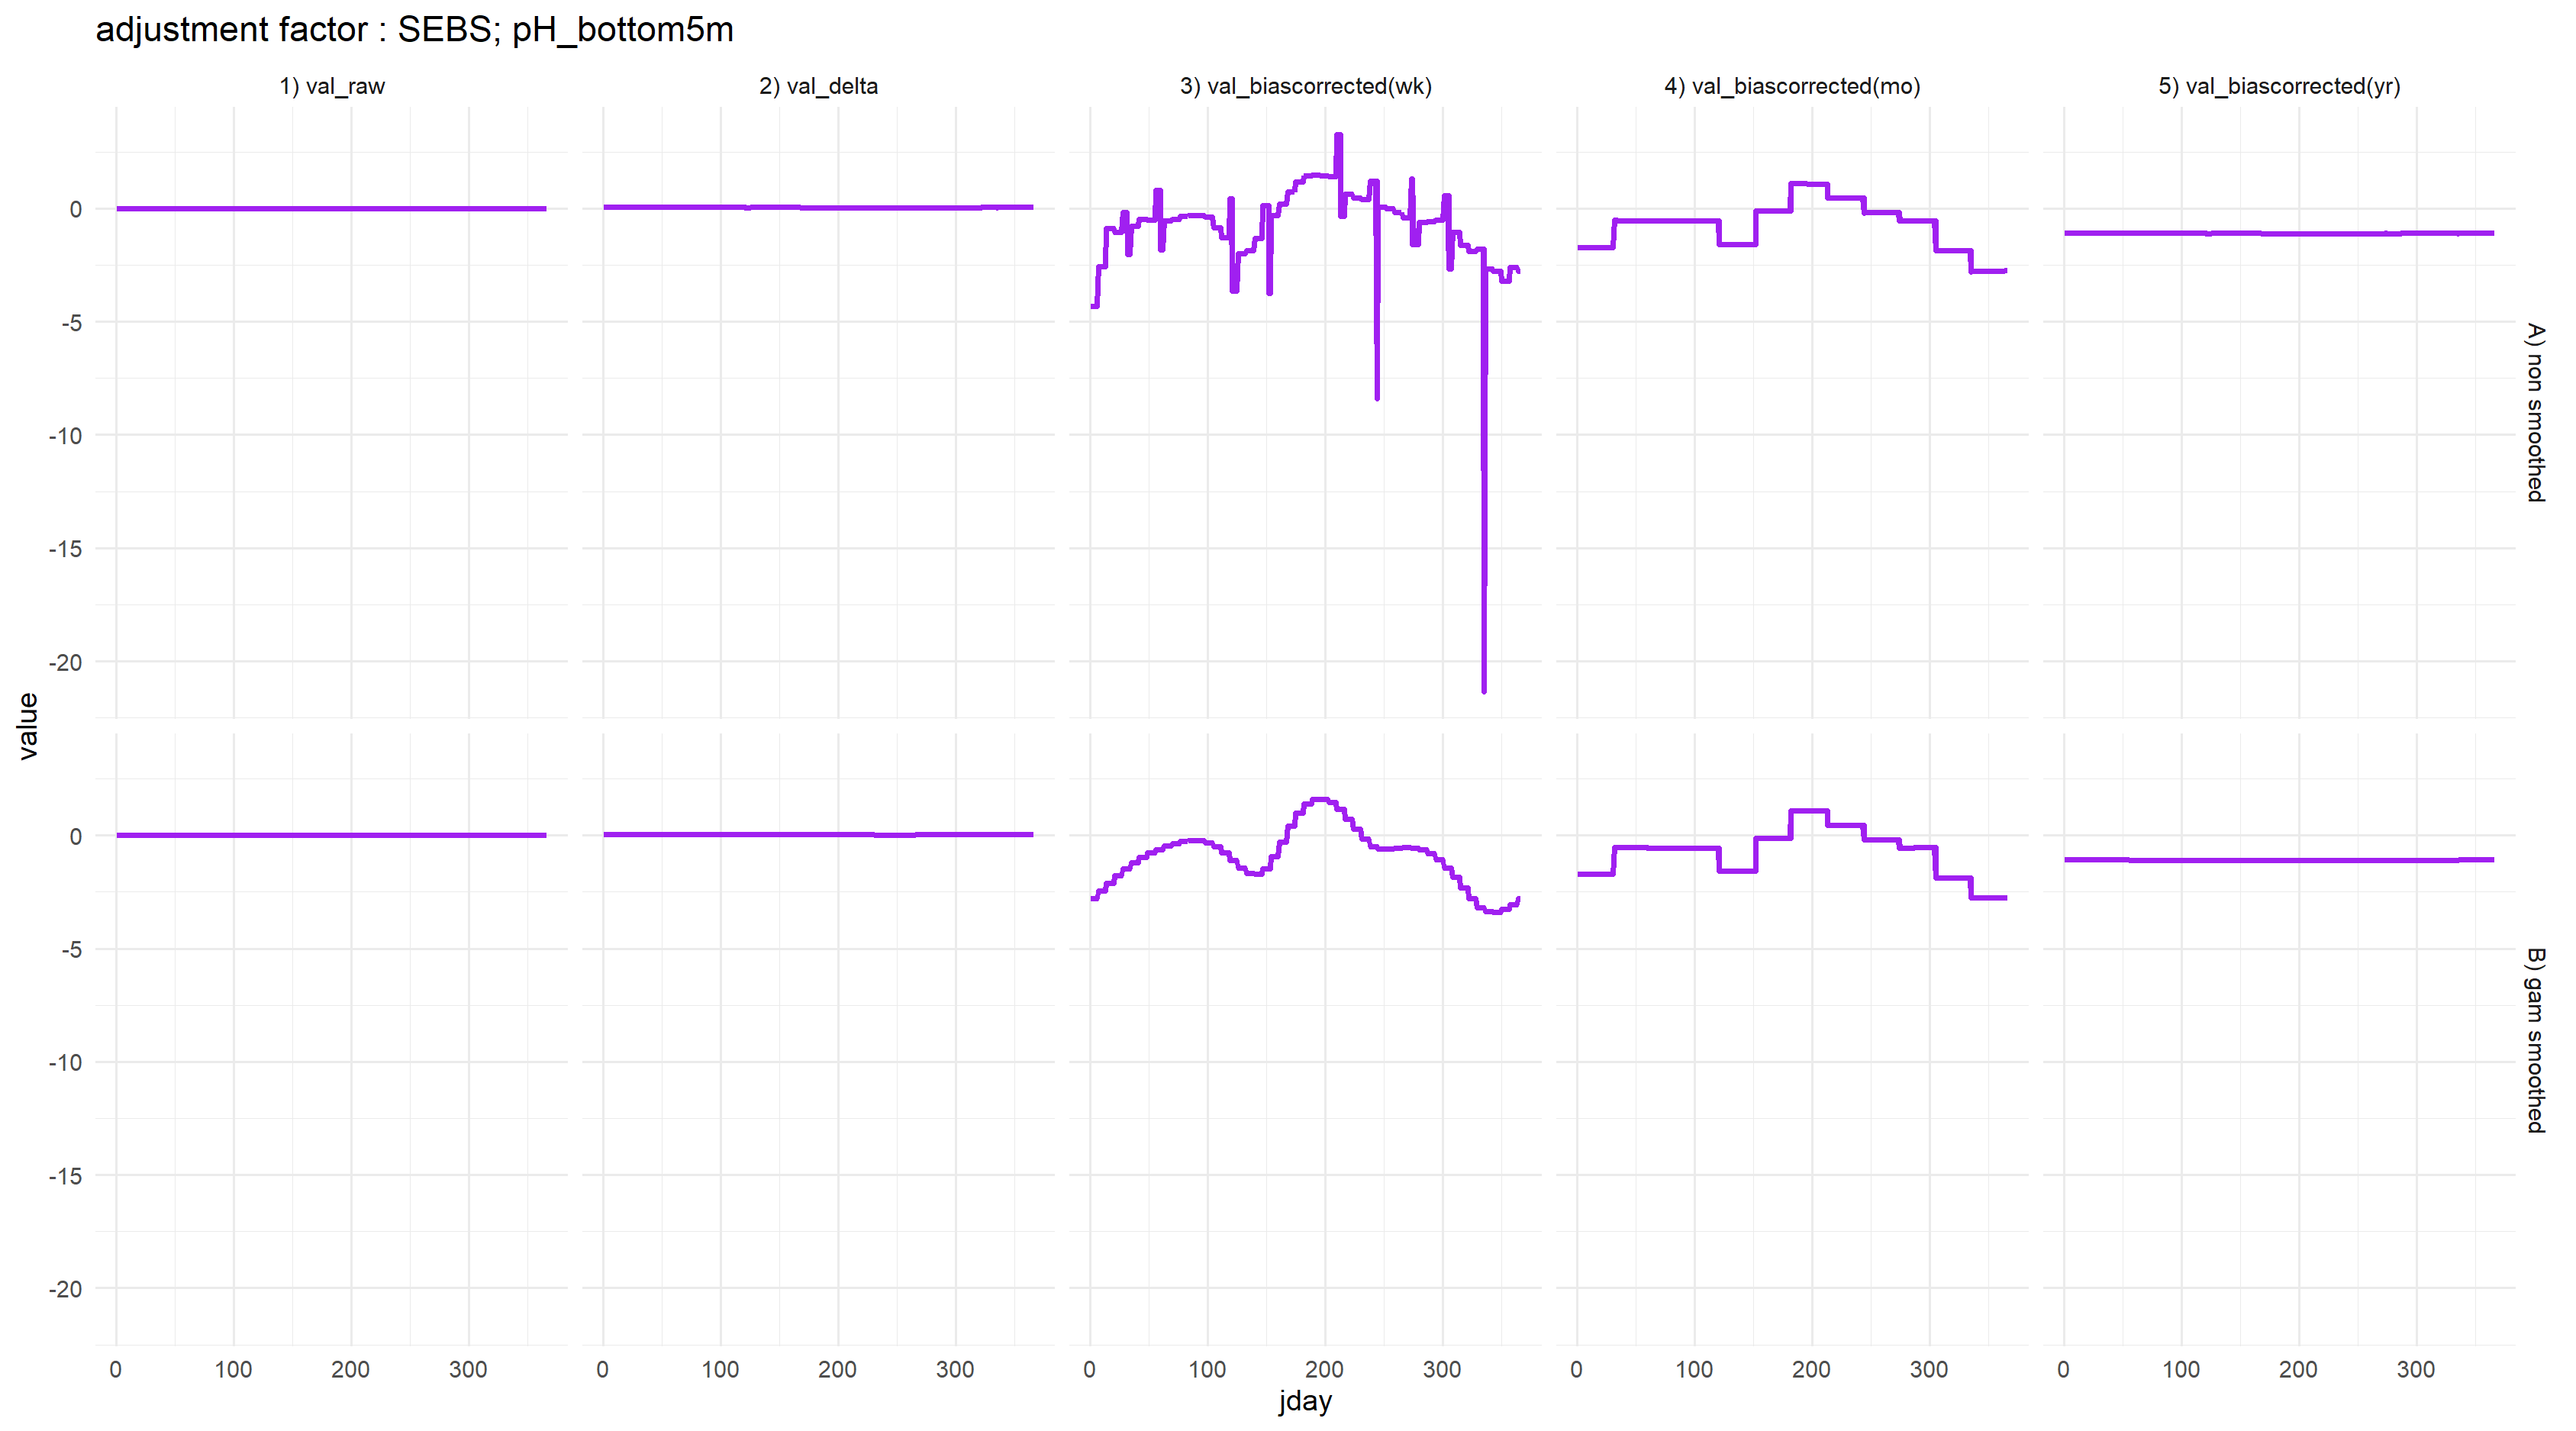 adjustment factor : SEBS; pH_bottom5m
1) val_raw
2) val_delta
3) val_biascorrected(wk)
4) val_biascorrected(mo)
5) val_biascorrected(yr)
0
-5
-10
-15
-20
A) non smoothed
value
0
-5
-10
-15
-20
B) gam smoothed
0 100 200 300
0 100 200 300
0 100 200 300
0 100 200 300
0 100 200 300
jday